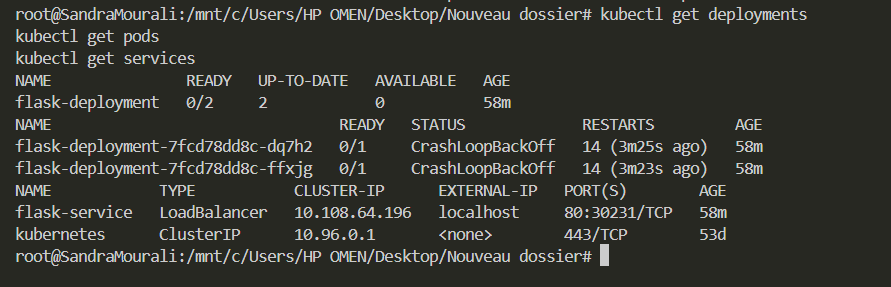 root@SandraMourali:/mnt/c/Users/HP OMEN/Desktop/Nouveau dossier# kubectl get deployments
kubectl get pods
kubectl get services
NAME READY UP-TO-DATE AVAILABLE AGE
flask-deployment 0/2 2 0 58m
NAME READY STATUS RESTARTS AGE
flask-deployment-7fcd78dd8c-dq7h2 0/1 CrashLoopBackOff 14 (3m25s ago) 58m
flask-deployment-7fcd78dd8c-ffxjg 0/1 CrashLoopBackOff 14 (3m23s ago) 58m
NAME TYPE CLUSTER-IP EXTERNAL-IP PORT(S) AGE
flask-service LoadBalancer 10.108.64.196 localhost 80:30231/TCP 58m
kubernetes ClusterIP 10.96.0.1 <none> 443/TCP 53d
root@SandraMourali:/mnt/c/Users/HP OMEN/Desktop/Nouveau dossier#